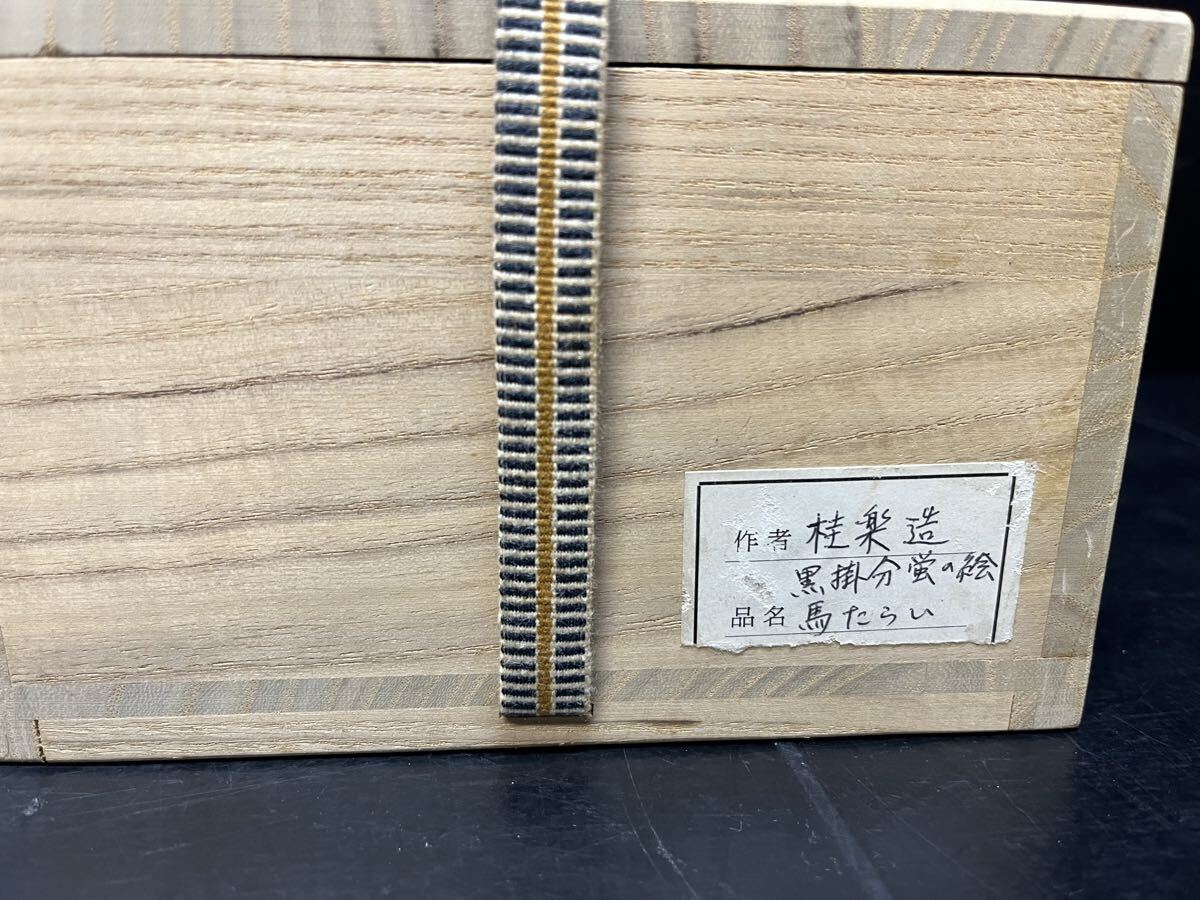 作者 桂楽造
黒掛分蛍の絵
品名 馬たらい